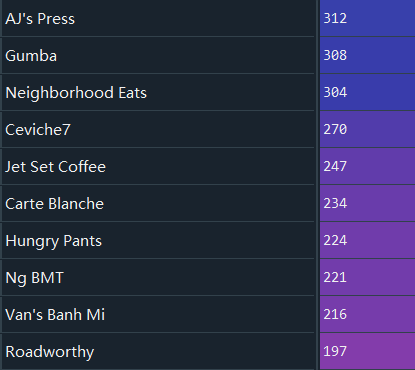 AJ's Press 312
Gumba 308
Neighborhood Eats 304
Ceviche7 270
Jet Set Coffee 247
Carte Blanche 234
Hungry Pants 224
Ng BMT 221
Van's Banh Mi 216
Roadworthy 197